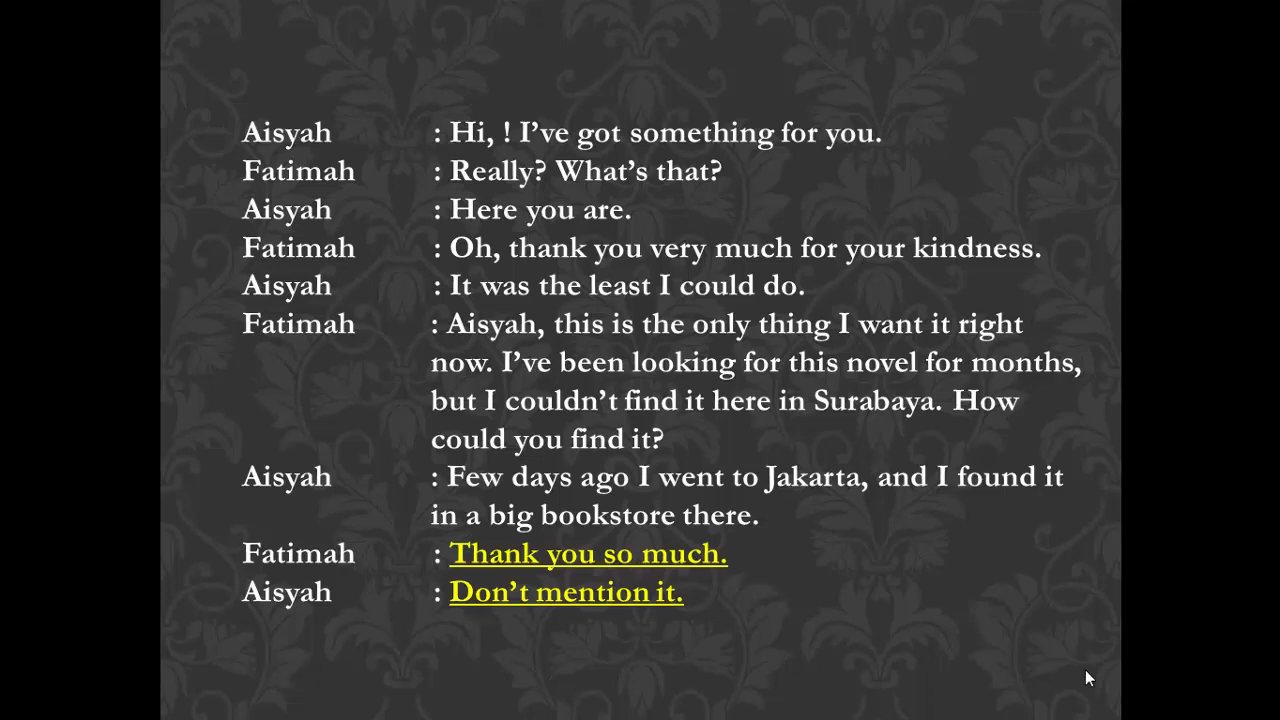 Aisyah : Hi, ! I've got something for you.
Fatimah : Really? What's that?
Aisyah : Here you are.
Fatimah : Oh, thank you very much for your kindness.
Aisyah : It was the least I could do.
Fatimah : Aisyah, this is the only thing I want it right
now. I've been looking for this novel for months,
but I couldn't find it here in Surabaya. How
could you find it?
Aisyah : Few days ago I went to Jakarta, and I found it
in a big bookstore there.
Fatimah : Thank you so much.
Aisyah : Don't mention it.